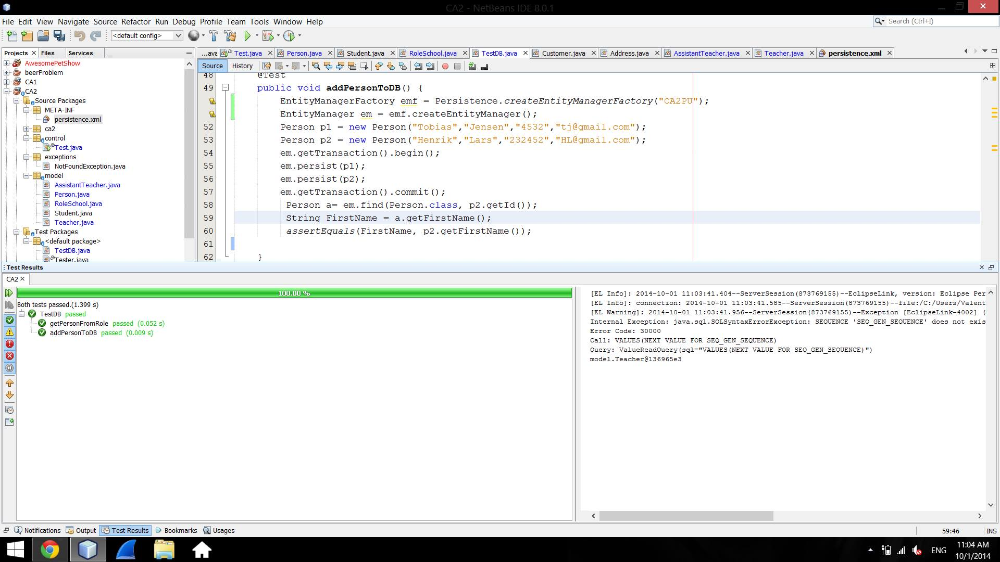 CA2 - NetBeans IDE 8.0.1
File Edit View Navigate Source Refactor Run Debug Profile Team Tools Window Help
Search (Ctrl+I)
<default config>
Projects Files Services
...ava Test.java Person.java Student.java RoleSchool.java TestDB.java Customer.java Address.java AssistantTeacher.java Teacher.java persistence.xml
Source History
AwesomePetShow
beerProblem
CA1
CA2
Source Packages
META-INF
persistence.xml
ca2
control
Test.java
exceptions
NotFoundException.java
model
AssistantTeacher.java
Person.java
RoleSchool.java
Student.java
Teacher.java
Test Packages
<default package>
TestDB.java
Tester.java
48 @Test
49 public void addPersonToDB() {
EntityManagerFactory emf = Persistence.createEntityManagerFactory("CA2PU");
EntityManager em = emf.createEntityManager();
52 Person p1 = new Person("Tobias","Jensen","4532","tj@gmail.com");
53 Person p2 = new Person("Henrik","Lars","232452","HL@gmail.com");
54 em.getTransaction().begin();
55 em.persist(p1);
56 em.persist(p2);
57 em.getTransaction().commit();
58 Person a= em.find(Person.class, p2.getId());
59 String FirstName = a.getFirstName();
60 assertEquals(FirstName, p2.getFirstName());
61
62 }
Test Results
CA2
100.00 %
Both tests passed.(1.399 s)
TestDB passed
getPersonFromRole passed (0.052 s)
addPersonToDB passed (0.009 s)
[EL Info]: 2014-10-01 11:03:41.404--ServerSession(873769155)--EclipseLink, version: Eclipse Per
[EL Info]: connection: 2014-10-01 11:03:41.585--ServerSession(873769155)--file:/C:/Users/Valent
[EL Warning]: 2014-10-01 11:03:41.956--ServerSession(873769155)--Exception [EclipseLink-4002] (
Internal Exception: java.sql.SQLSyntaxErrorException: SEQUENCE 'SEQ_GEN_SEQUENCE' does not exis
Error Code: 30000
Call: VALUES(NEXT VALUE FOR SEQ_GEN_SEQUENCE)
Query: ValueReadQuery(sql="VALUES(NEXT VALUE FOR SEQ_GEN_SEQUENCE)")
model.Teacher@136965e3
Notifications Output Test Results Bookmarks Usages
59:46 INS
ENG
11:04 AM
10/1/2014